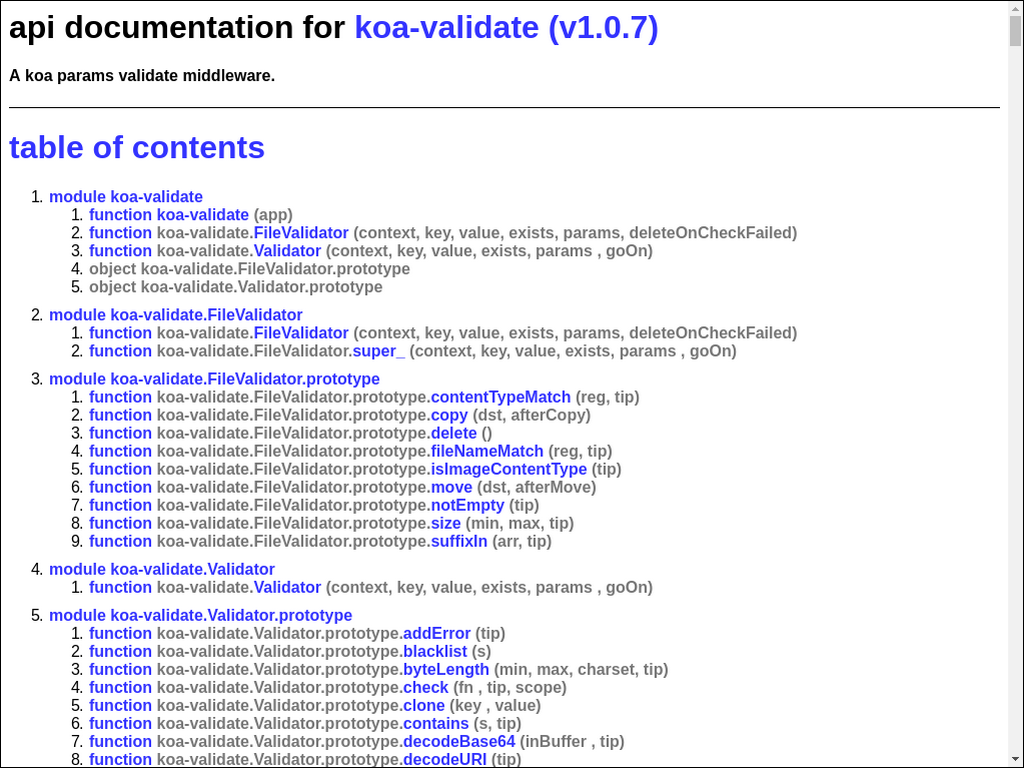 api documentation for koa-validate (v1.0.7)
A koa params validate middleware.
table of contents
1. module koa-validate
1. function koa-validate (app)
2. function koa-validate.FileValidator (context, key, value, exists, params, deleteOnCheckFailed)
3. function koa-validate.Validator (context, key, value, exists, params , goOn)
4. object koa-validate.FileValidator.prototype
5. object koa-validate.Validator.prototype
2. module koa-validate.FileValidator
1. function koa-validate.FileValidator (context, key, value, exists, params, deleteOnCheckFailed)
2. function koa-validate.FileValidator.super_ (context, key, value, exists, params , goOn)
3. module koa-validate.FileValidator.prototype
1. function koa-validate.FileValidator.prototype.contentTypeMatch (reg, tip)
2. function koa-validate.FileValidator.prototype.copy (dst, afterCopy)
3. function koa-validate.FileValidator.prototype.delete ()
4. function koa-validate.FileValidator.prototype.fileNameMatch (reg, tip)
5. function koa-validate.FileValidator.prototype.isImageContentType (tip)
6. function koa-validate.FileValidator.prototype.move (dst, afterMove)
7. function koa-validate.FileValidator.prototype.notEmpty (tip)
8. function koa-validate.FileValidator.prototype.size (min, max, tip)
9. function koa-validate.FileValidator.prototype.suffixIn (arr, tip)
4. module koa-validate.Validator
1. function koa-validate.Validator (context, key, value, exists, params , goOn)
5. module koa-validate.Validator.prototype
1. function koa-validate.Validator.prototype.addError (tip)
2. function koa-validate.Validator.prototype.blacklist (s)
3. function koa-validate.Validator.prototype.byteLength (min, max, charset, tip)
4. function koa-validate.Validator.prototype.check (fn , tip, scope)
5. function koa-validate.Validator.prototype.clone (key , value)
6. function koa-validate.Validator.prototype.contains (s, tip)
7. function koa-validate.Validator.prototype.decodeBase64 (inBuffer , tip)
8. function koa-validate.Validator.prototype.decodeURI (tip)